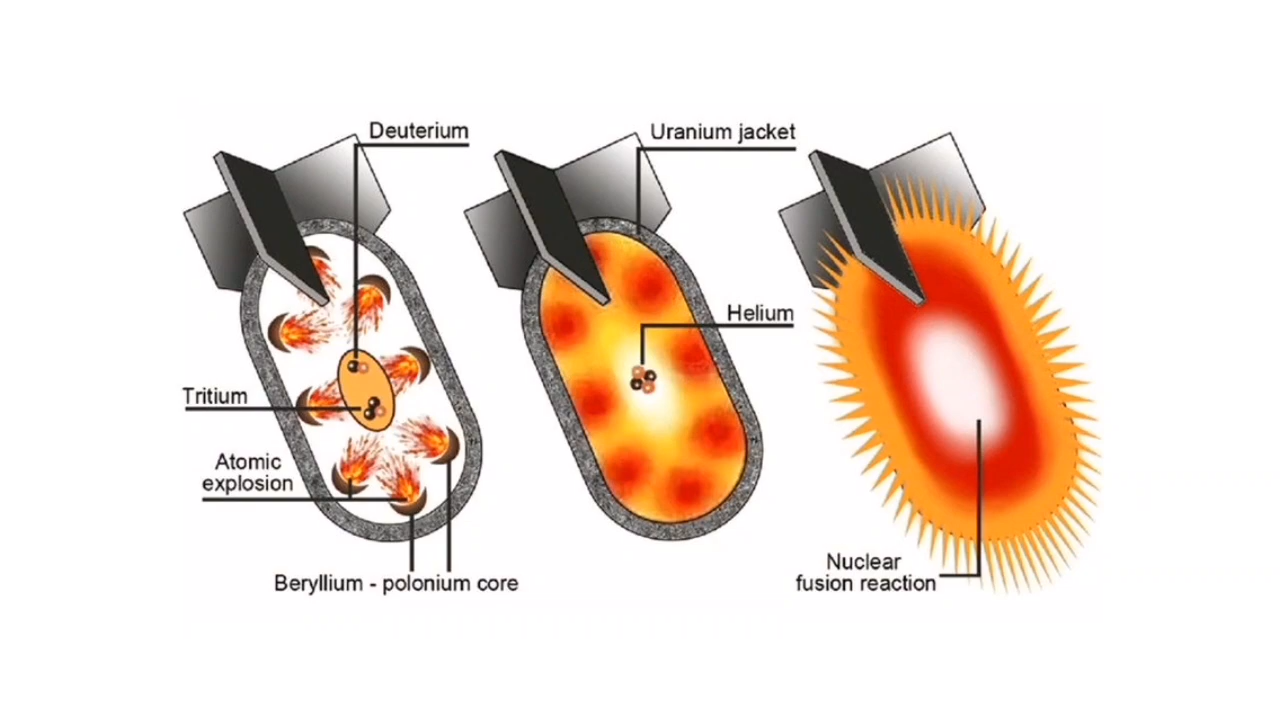 Deuterium
Uranium jacket
Helium
Tritium
Atomic
explosion
Beryllium - polonium core
Nuclear
fusion reaction